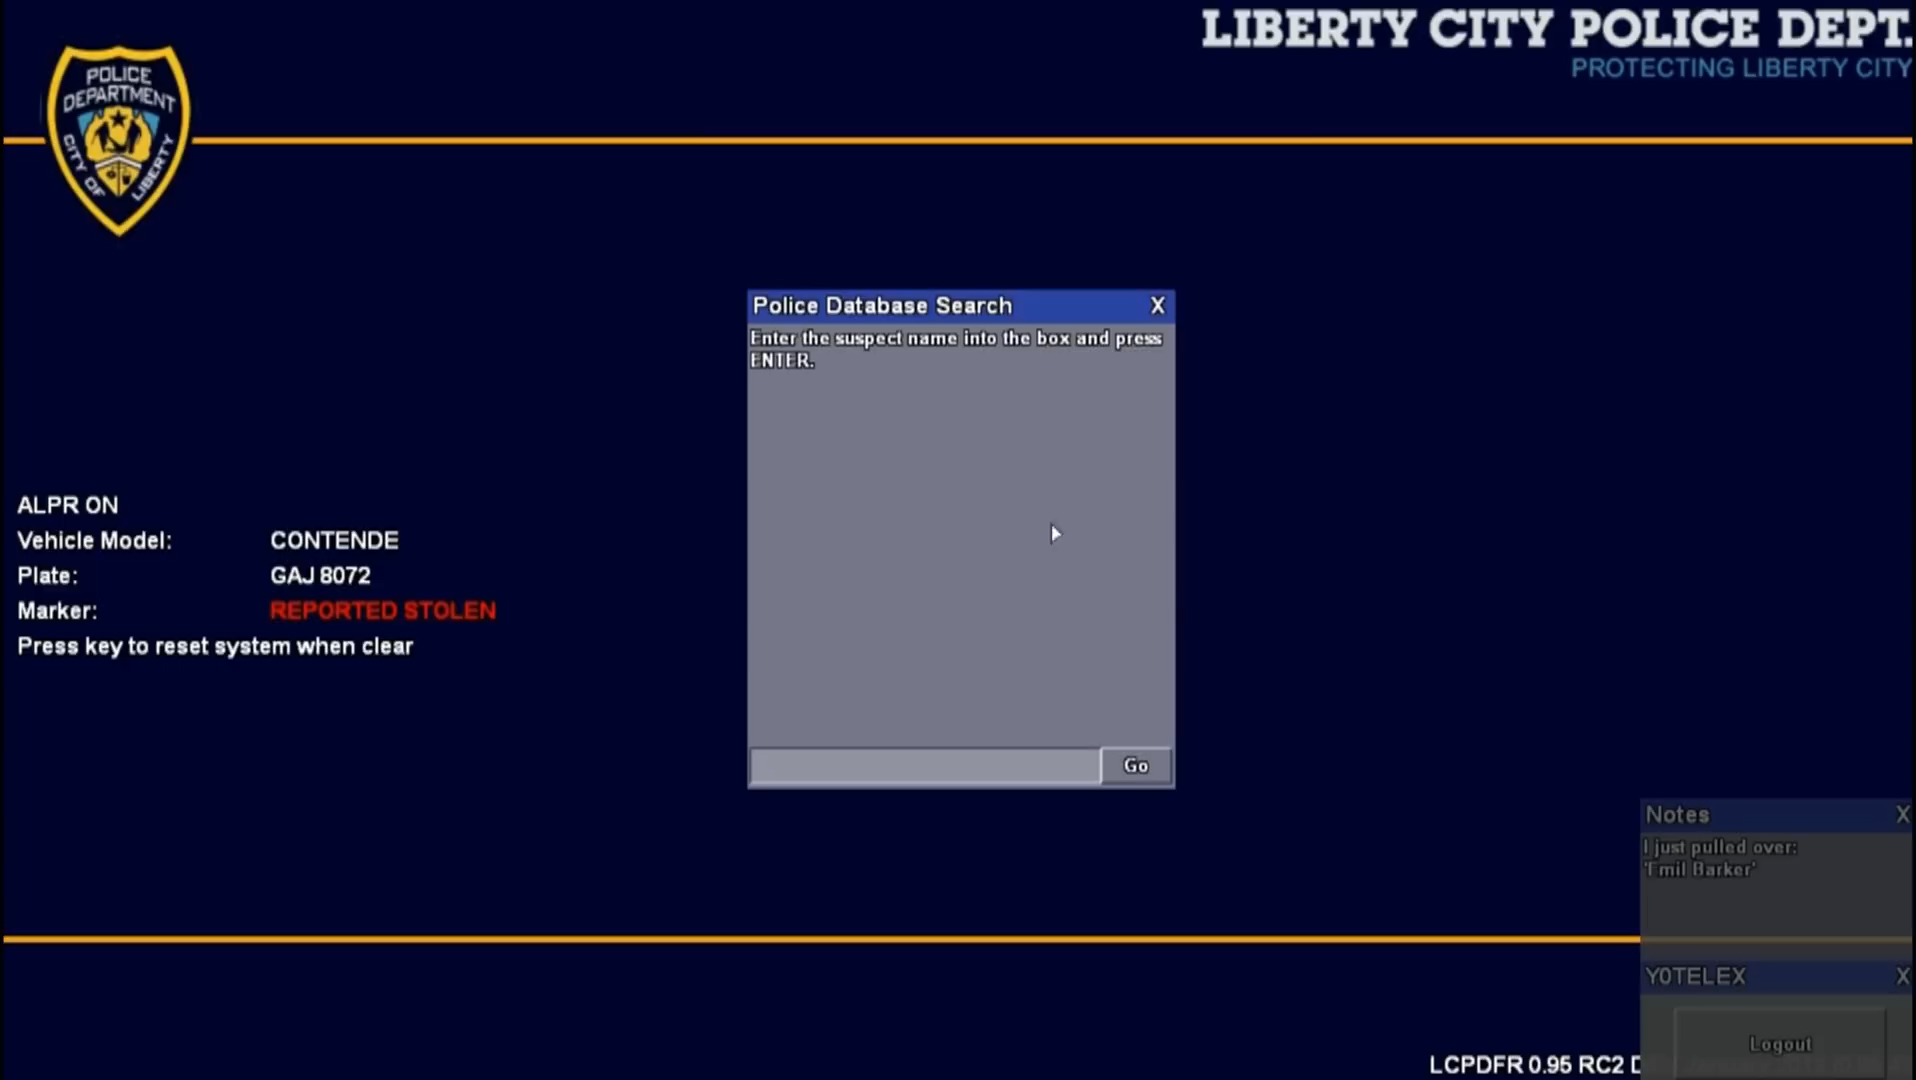 LIBERTY CITY POLICE DEPT.
PROTECTING LIBERTY CITY
POLICE
DEPARTMENT
CITY OF
LIBERTY
Police Database Search X
Enter the suspect name into the box and press
ENTER.
ALPR ON
Vehicle Model: CONTENDE
Plate: GAJ 8072
Marker: REPORTED STOLEN
Press key to reset system when clear
Go
Notes X
I just pulled over:
'Emil Barker'
Y0TELEX X
Logout
LCPDFR 0.95 RC2 D